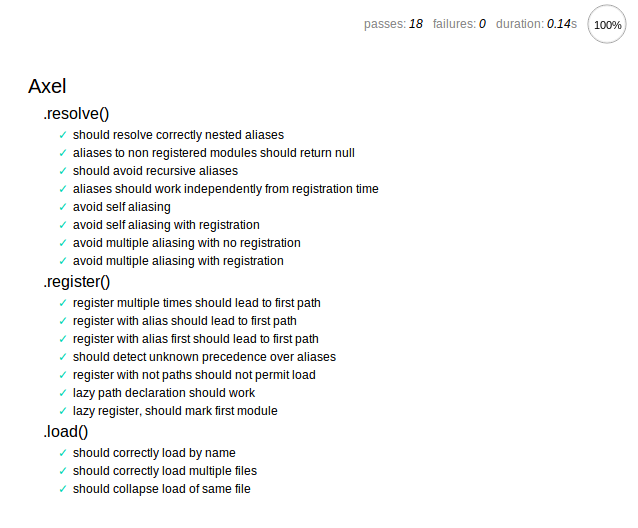 passes: 18 failures: 0 duration: 0.14s 100%
Axel
.resolve()
✓ should resolve correctly nested aliases
✓ aliases to non registered modules should return null
✓ should avoid recursive aliases
✓ aliases should work independently from registration time
✓ avoid self aliasing
✓ avoid self aliasing with registration
✓ avoid multiple aliasing with no registration
✓ avoid multiple aliasing with registration
.register()
✓ register multiple times should lead to first path
✓ register with alias should lead to first path
✓ register with alias first should lead to first path
✓ should detect unknown precedence over aliases
✓ register with not paths should not permit load
✓ lazy path declaration should work
✓ lazy register, should mark first module
.load()
✓ should correctly load by name
✓ should correctly load multiple files
✓ should collapse load of same file